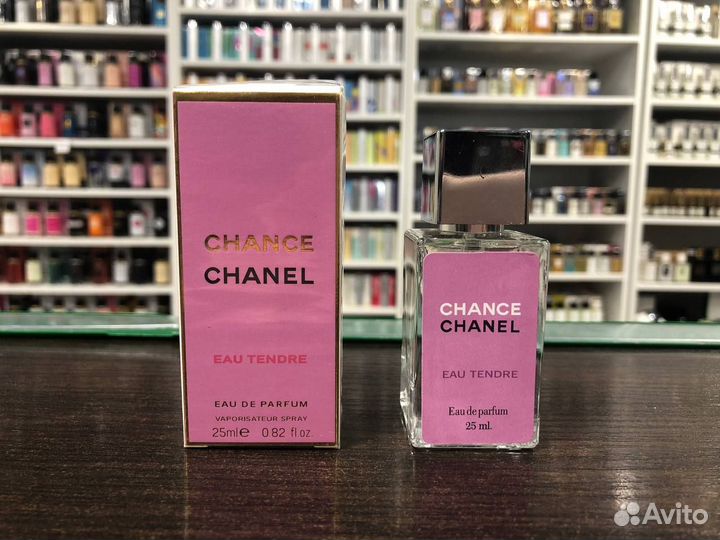 CHANCE
CHANEL
EAU TENDRE
EAU DE PARFUM
VAPORISATEUR SPRAY
25ml℮ 0.82 fl.oz.
CHANCE
CHANEL
EAU TENDRE
Eau de parfum
25 ml.
Avito